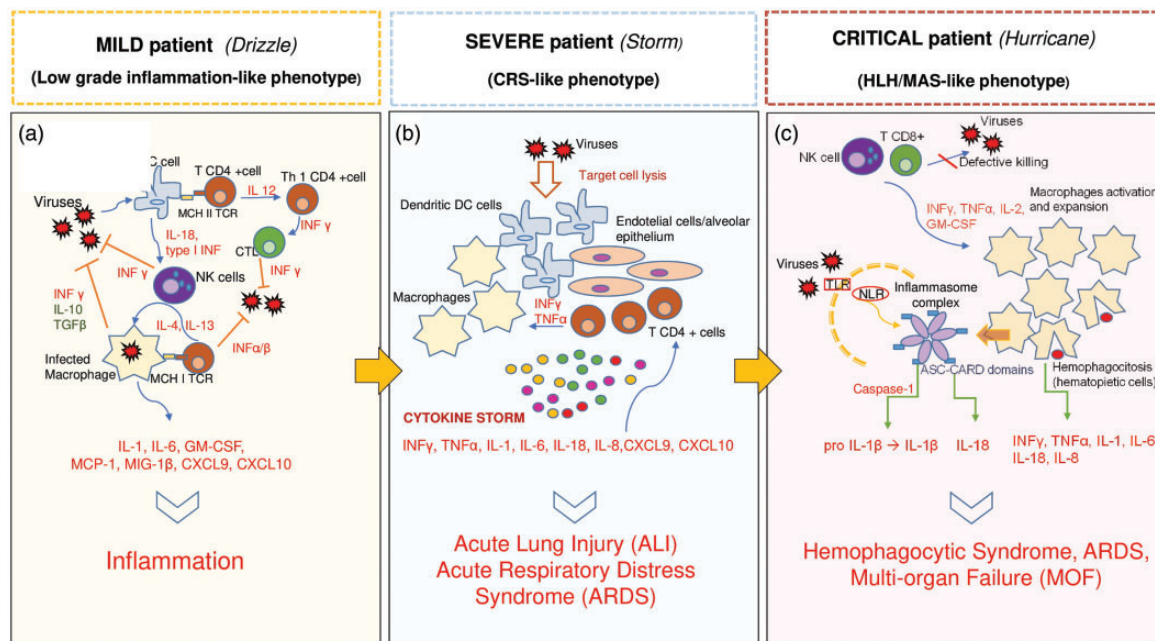 MILD patient (Drizzle)
(Low grade inflammation-like phenotype)
SEVERE patient (Storm)
(CRS-like phenotype)
CRITICAL patient (Hurricane)
(HLH/MAS-like phenotype)
(a)
C cell
T CD4 +cell
Th 1 CD4 +cell
IL 12
MCH II TCR
Viruses
INF γ
IL-18,
type I INF
CTL
INF γ
INF γ
NK cells
INF γ
IL-10
TGFβ
IL-4, IL-13
INFα/β
Infected
Macrophage
MCH I TCR
IL-1, IL-6, GM-CSF,
MCP-1, MIG-1β, CXCL9, CXCL10
Inflammation
(b)
Viruses
Target cell lysis
Dendritic DC cells
Endotelial cells/alveolar
epithelium
Macrophages
INFγ
TNFα
T CD4 + cells
CYTOKINE STORM
INFγ, TNFα, IL-1, IL-6, IL-18, IL-8,CXCL9, CXCL10
Acute Lung Injury (ALI)
Acute Respiratory Distress
Syndrome (ARDS)
(c)
T CD8+
Viruses
NK cell
Defective killing
Macrophages activation
and expansion
INFγ, TNFα, IL-2,
GM-CSF
Viruses
TLR
NLR
Inflammasome
complex
ASC-CARD domains
Hemophagocitosis
(hematopietic cells)
Caspase-1
pro IL-1β → IL-1β
IL-18
INFγ, TNFα, IL-1, IL-6
IL-18, IL-8
Hemophagocytic Syndrome, ARDS,
Multi-organ Failure (MOF)